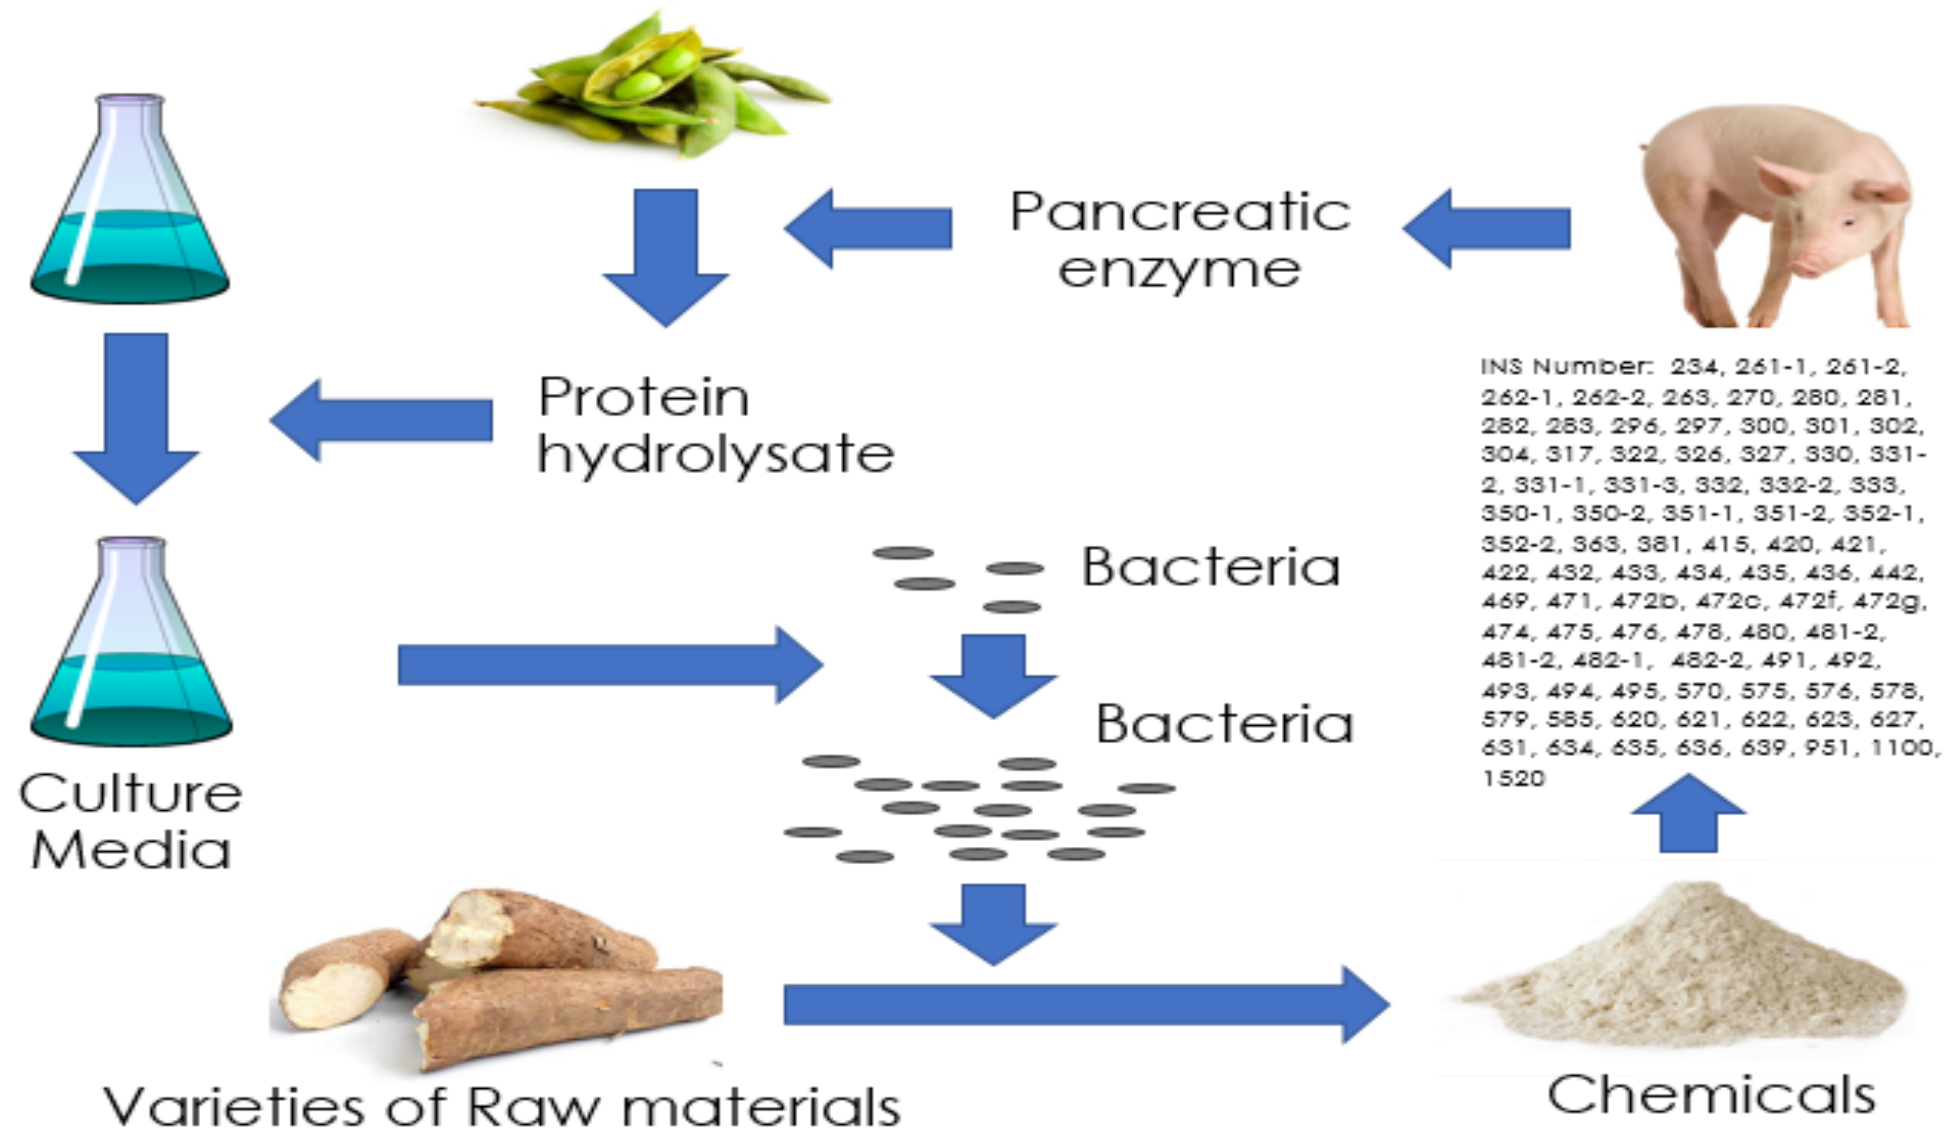 Pancreatic
enzyme
Protein
hydrolysate
INS Number:  234, 261-1, 261-2,
262-1, 262-2, 263, 270, 280, 281,
282, 283, 296, 297, 300, 301, 302,
304, 317, 322, 326, 327, 330, 331-
2, 331-1, 331-3, 332, 332-2, 333,
350-1, 350-2, 351-1, 351-2, 352-1,
352-2, 363, 381, 415, 420, 421,
422, 432, 433, 434, 435, 436, 442,
469, 471, 472b, 472c, 472f, 472g,
474, 475, 476, 478, 480, 481-2,
481-2, 482-1,  482-2, 491, 492,
493, 494, 495, 570, 575, 576, 578,
579, 585, 620, 621, 622, 623, 627,
631, 634, 635, 636, 639, 951, 1100,
1520
Bacteria
Bacteria
Culture
Media
Varieties of Raw materials
Chemicals